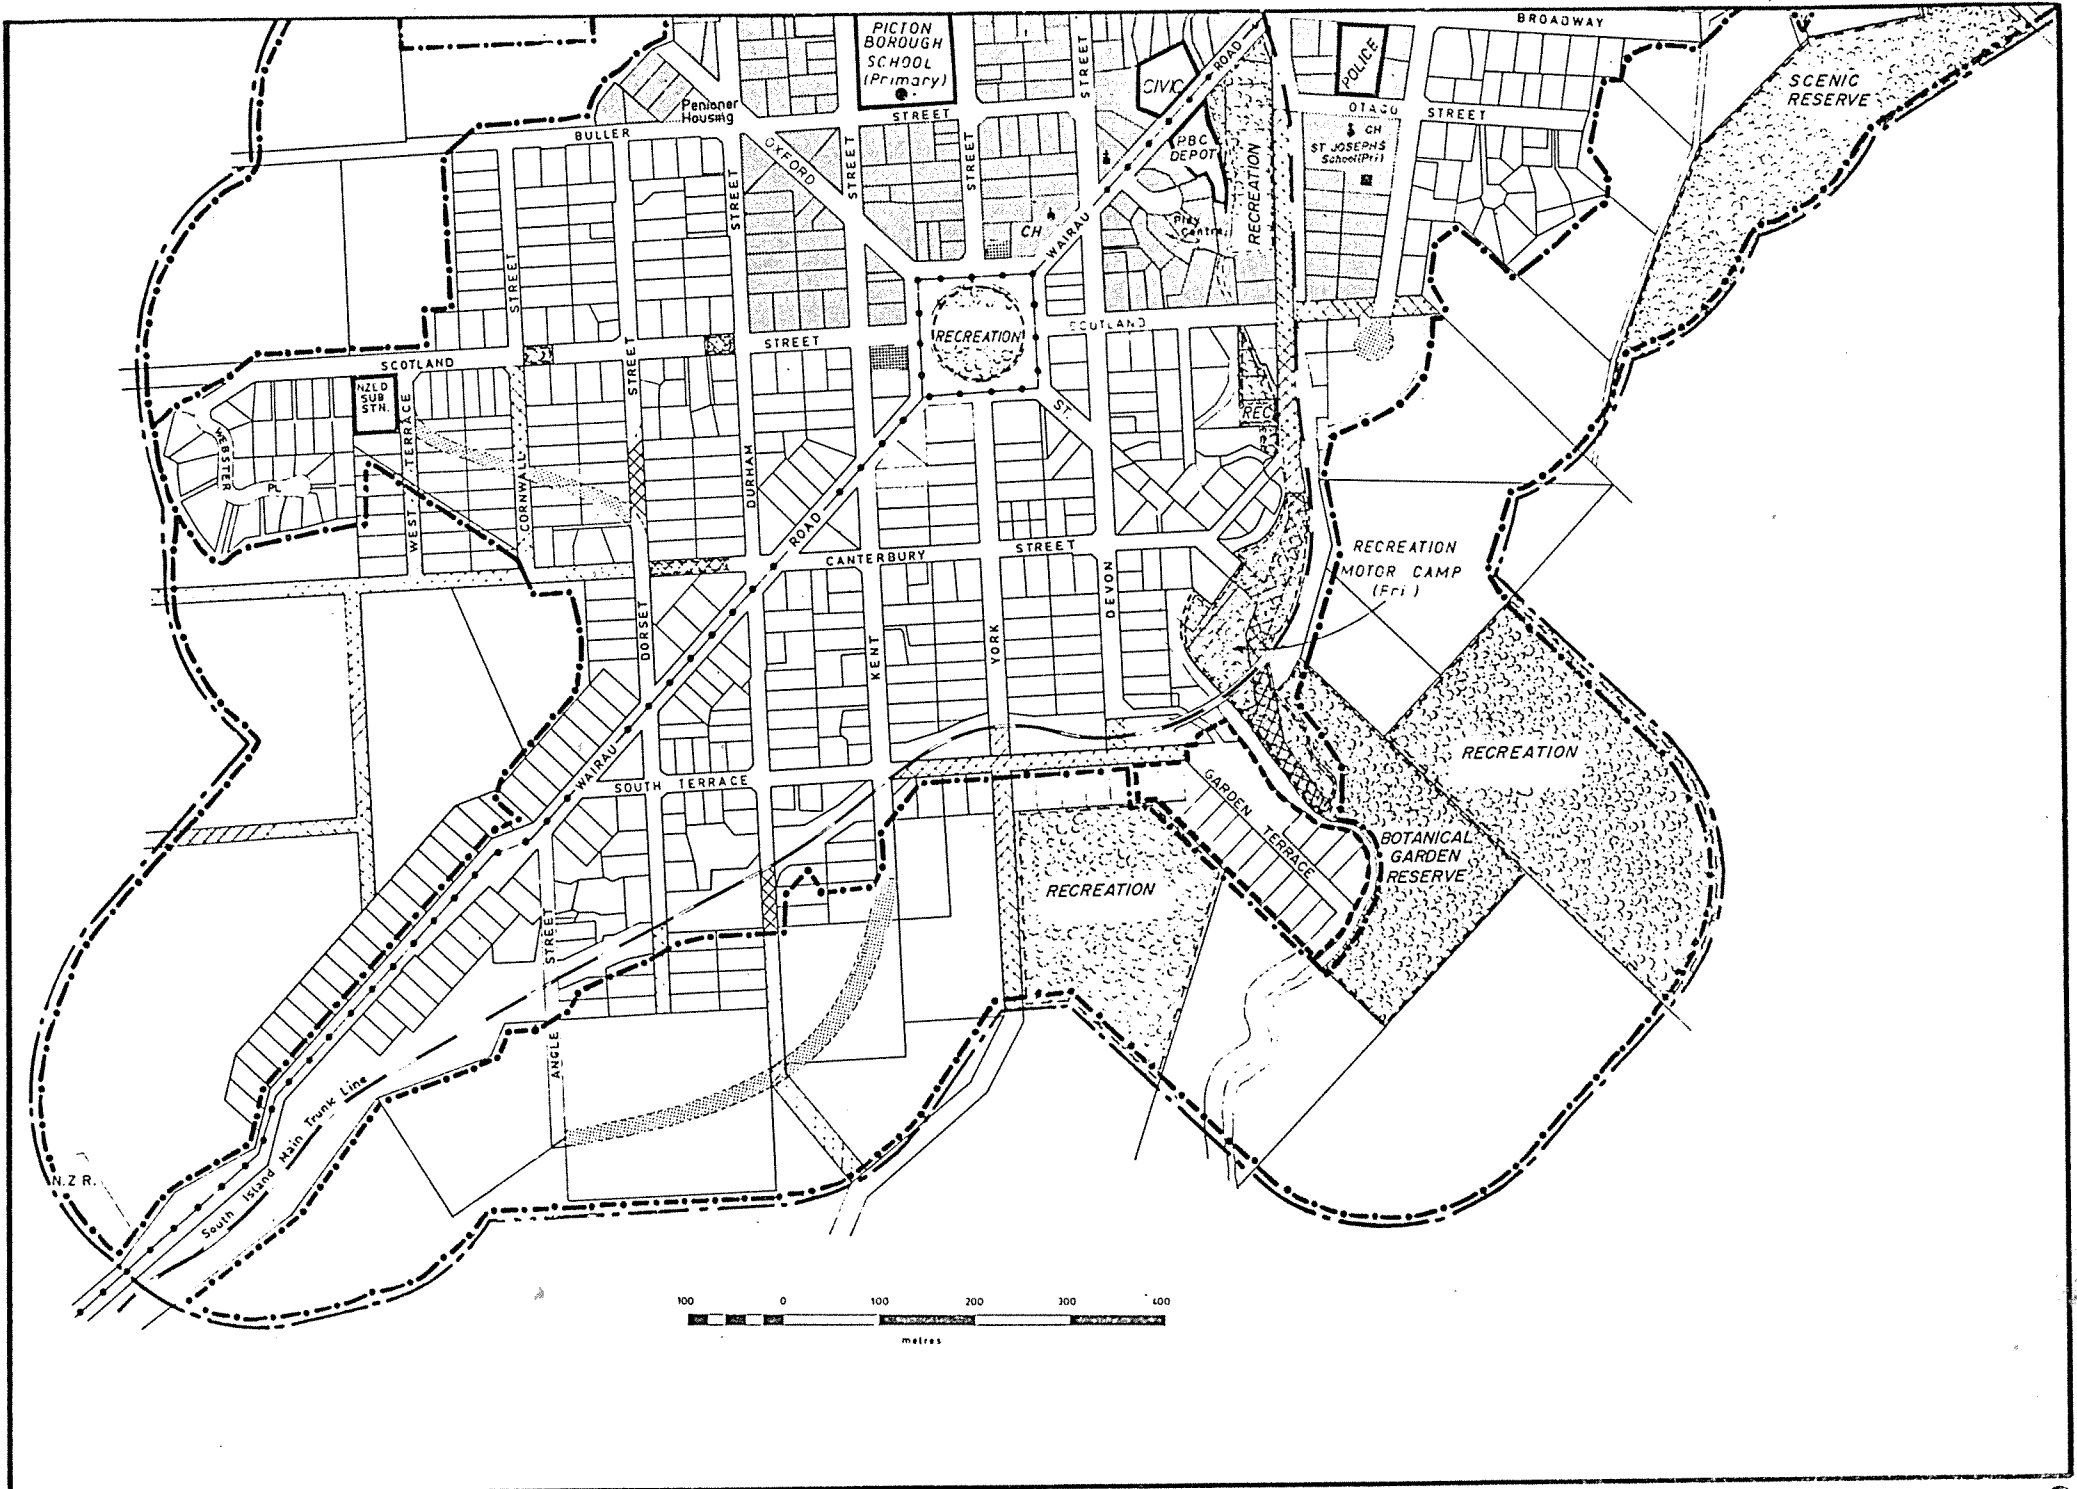 BROADWAY
PICTON
BOROUGH
SCHOOL
(Primary)
STREET
CIVIC
ROAD
POLICE
SCENIC
RESERVE
Penioner
Housing
BULLER
STREET
OTAGO STREET
OXFORD
STREET
STREET
STREET
PBC
DEPOT
RECREATION
CH
ST JOSEPHS
School(Pri)
CH
WAIRAU
Play
Centre
STREET
STREET
RECREATION
SCOTLAND
STREET
SCOTLAND
NZED
SUB
STN.
WEST TERRACE
WEBSTER
PL
CORNWALL
DURHAM
ST.
REC
ROAD
CANTERBURY
STREET
DEVON
RECREATION
MOTOR CAMP
(Pri)
DORSET
KENT
YORK
WAIRAU
SOUTH TERRACE
GARDEN TERRACE
RECREATION
BOTANICAL
GARDEN
RESERVE
RECREATION
STREET
ANGLE
South Island Main Trunk Line
N.Z.R.
100 0 100 200 300 400
metres